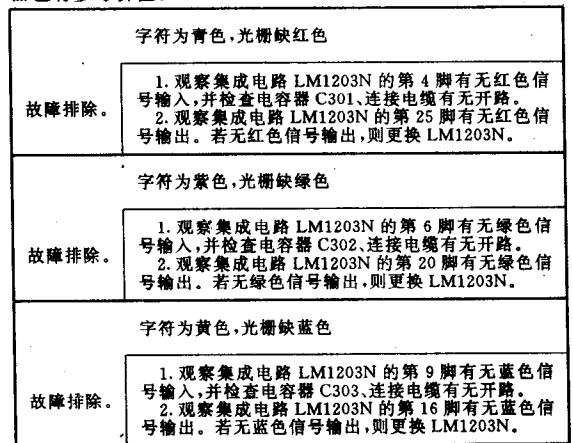 字符为青色,光栅缺红色
故障排除。
1. 观察集成电路 LM1203N 的第 4 脚有无红色信
号输入,并检查电容器 C301、连接电缆有无开路。
2. 观察集成电路 LM1203N 的第 25 脚有无红色信
号输出。若无红色信号输出,则更换 LM1203N。
字符为紫色,光栅缺绿色
故障排除。
1. 观察集成电路 LM1203N 的第 6 脚有无绿色信
号输入,并检查电容器 C302、连接电缆有无开路。
2. 观察集成电路 LM1203N 的第 20 脚有无绿色信
号输出。若无绿色信号输出,则更换 LM1203N。
字符为黄色,光栅缺蓝色
故障排除。
1. 观察集成电路 LM1203N 的第 9 脚有无蓝色信
号输入,并检查电容器 C303、连接电缆有无开路。
2. 观察集成电路 LM1203N 的第 16 脚有无蓝色信
号输出。若无蓝色信号输出,则更换 LM1203N。